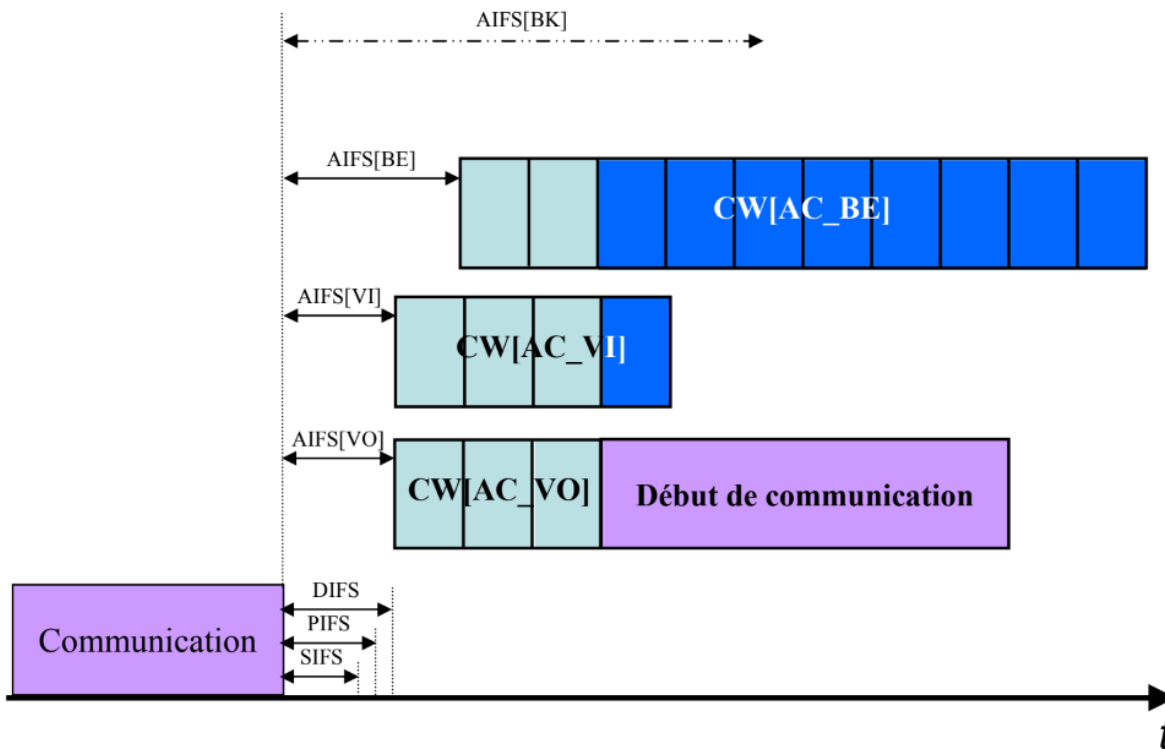 AIFS[BK]
AIFS[BE]
CW[AC_BE]
AIFS[VI]
CW[AC_VI]
AIFS[VO]
CW[AC_VO]
Début de communication
DIFS
PIFS
SIFS
Communication
t